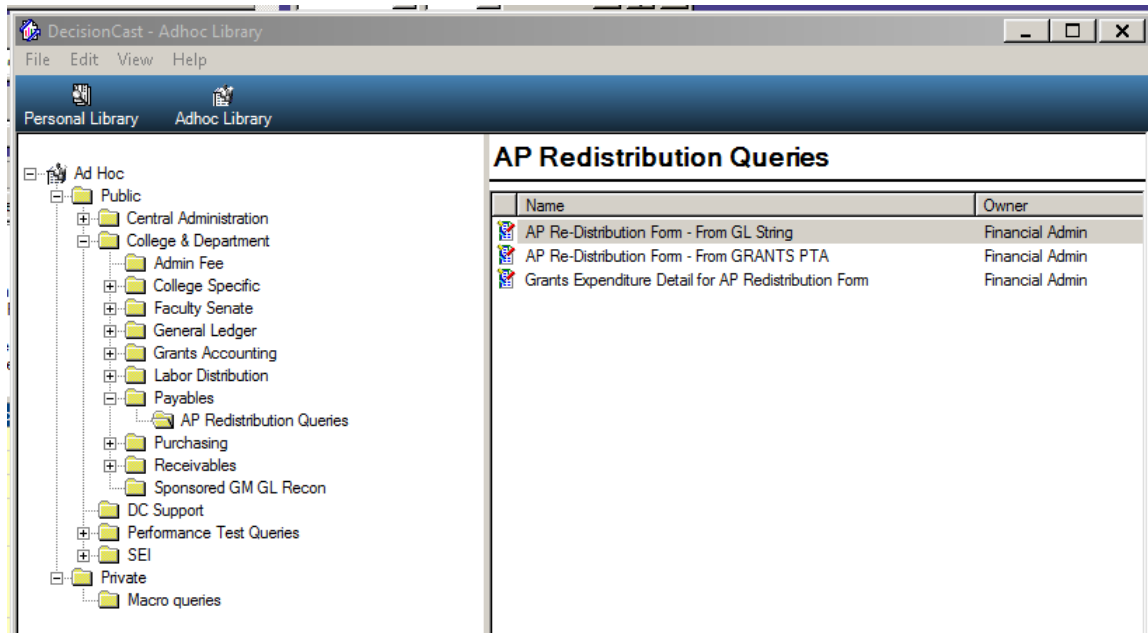 DecisionCast - Adhoc Library
File Edit View Help
Personal Library Adhoc Library
Ad Hoc
Public
Central Administration
College & Department
Admin Fee
College Specific
Faculty Senate
General Ledger
Grants Accounting
Labor Distribution
Payables
AP Redistribution Queries
Purchasing
Receivables
Sponsored GM GL Recon
DC Support
Performance Test Queries
SEI
Private
Macro queries
AP Redistribution Queries
Name Owner
AP Re-Distribution Form - From GL String Financial Admin
AP Re-Distribution Form - From GRANTS PTA Financial Admin
Grants Expenditure Detail for AP Redistribution Form Financial Admin